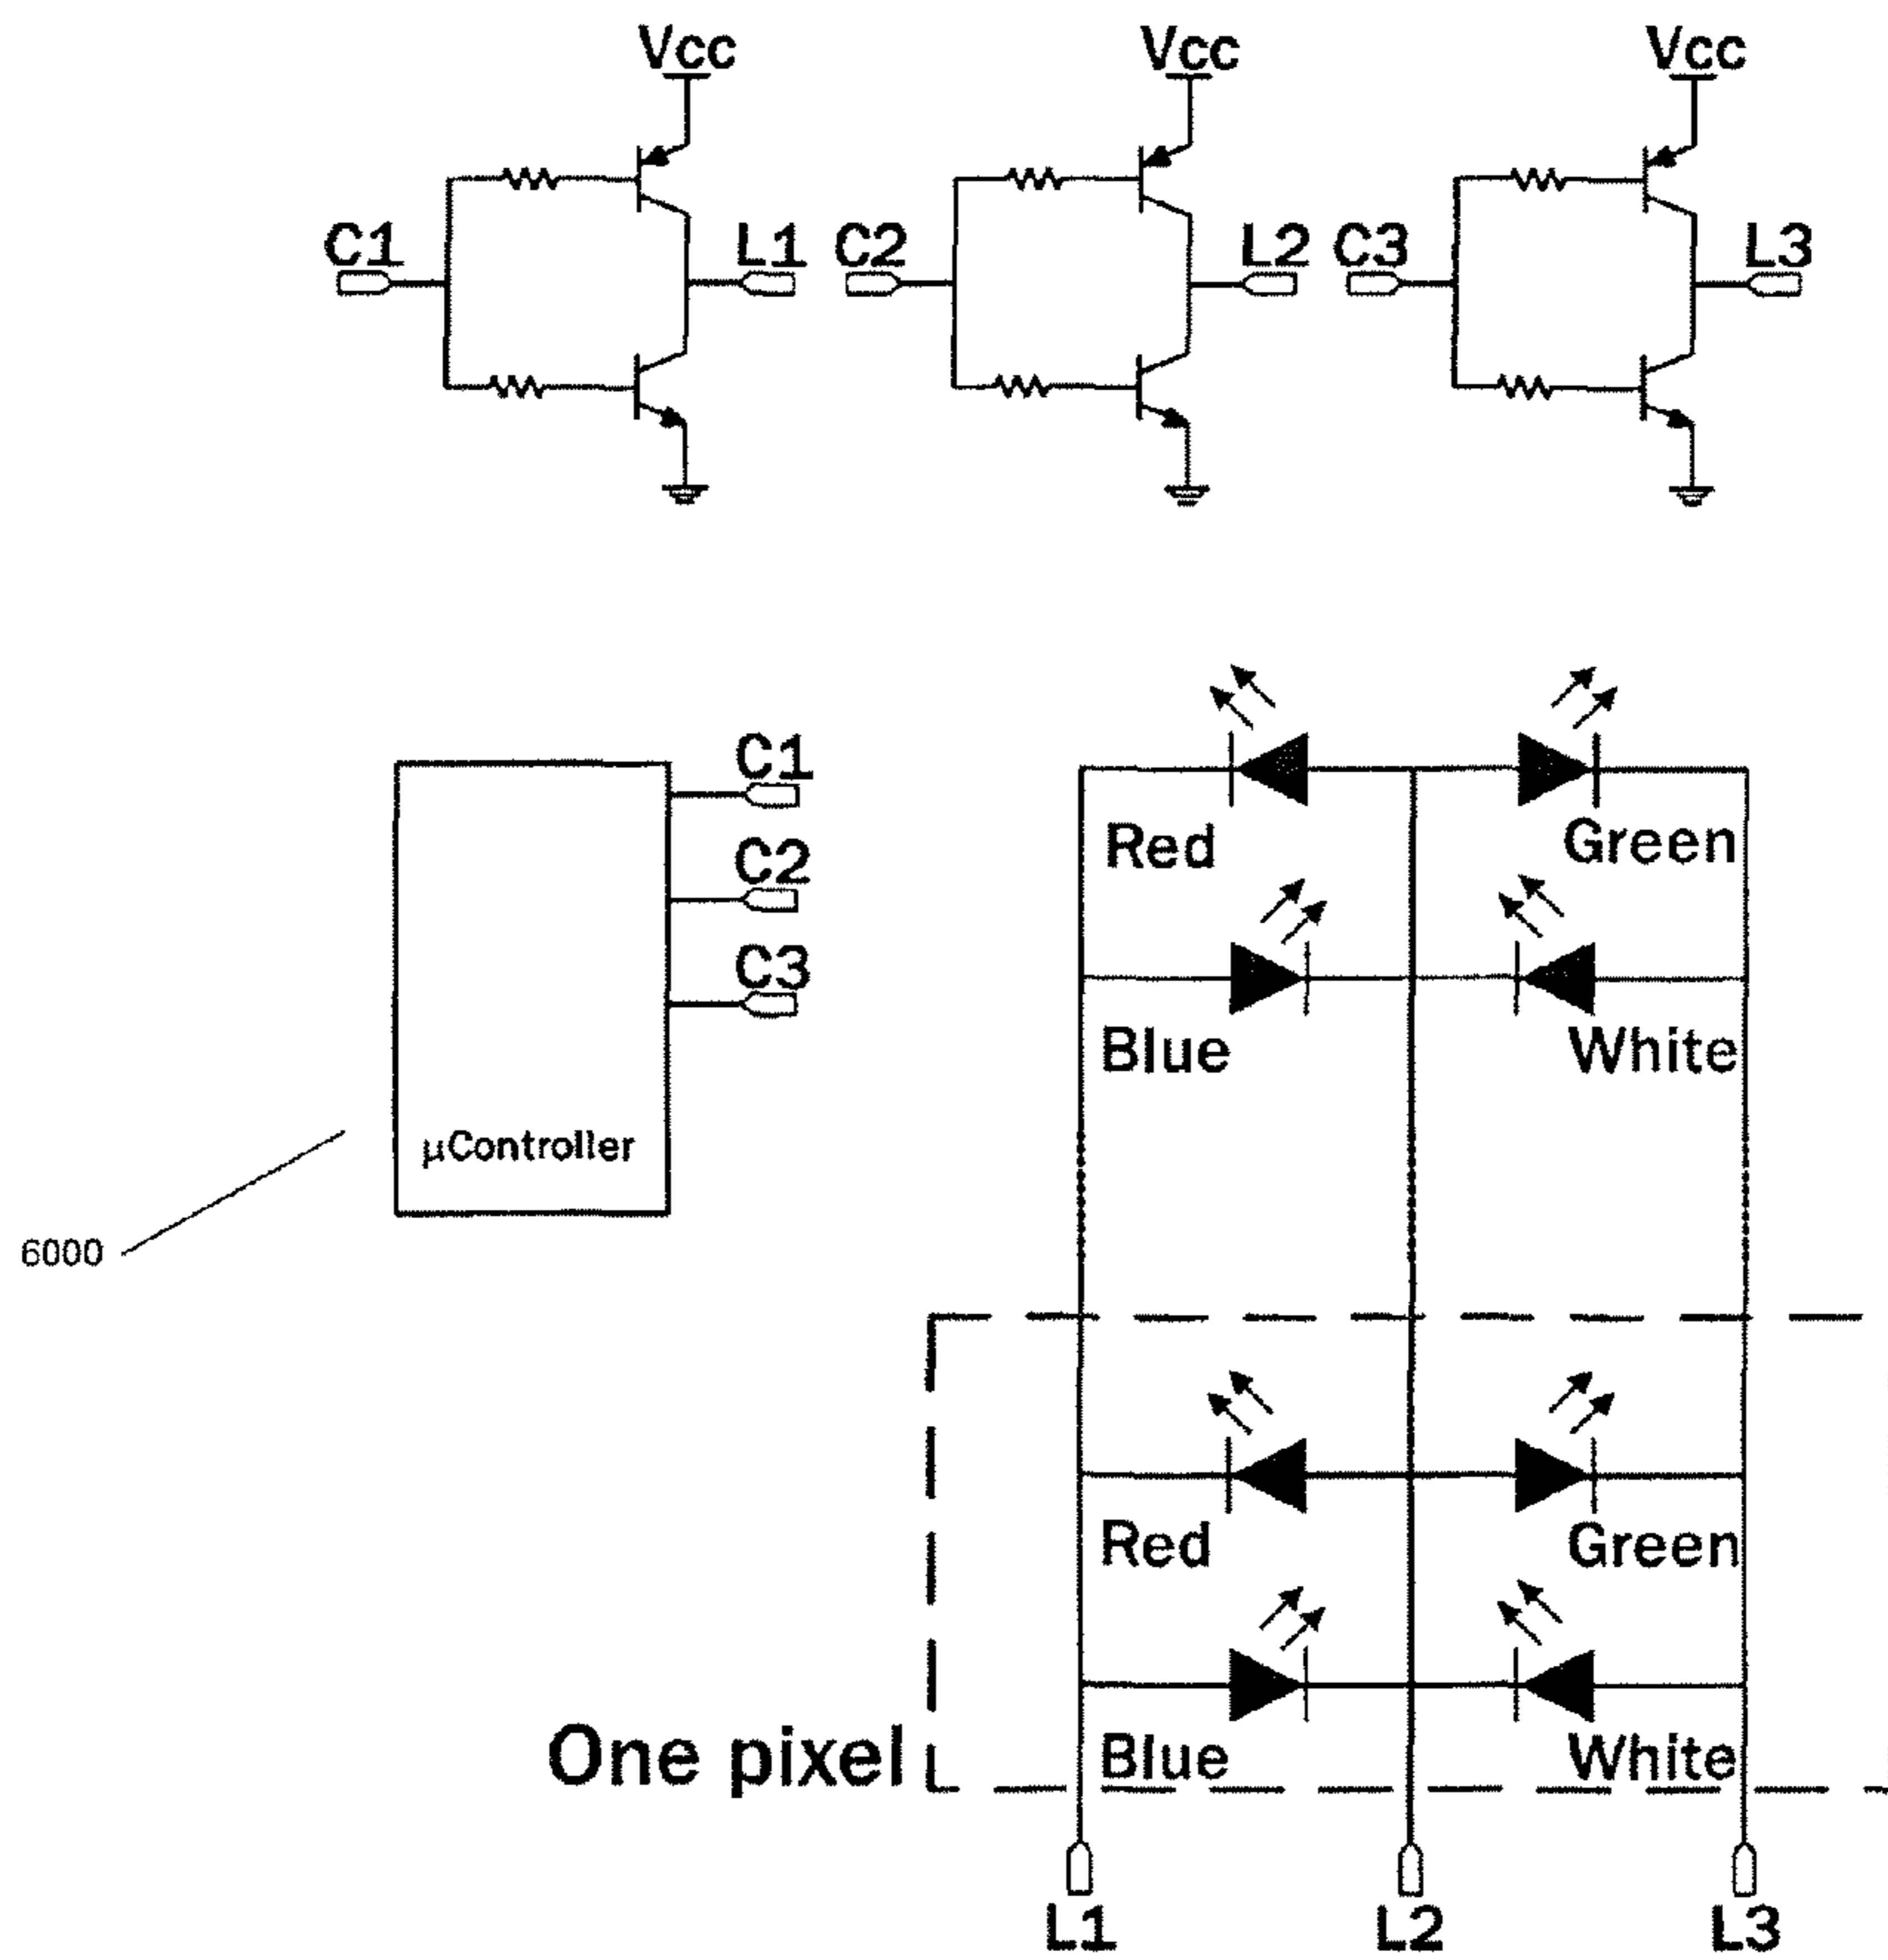 Vcc Vcc Vcc
C1 L1 C2 L2 C3 L3
C1
C2
C3
µController
6000
Red Green
Blue White
Red Green
Blue White
One pixel
L1 L2 L3